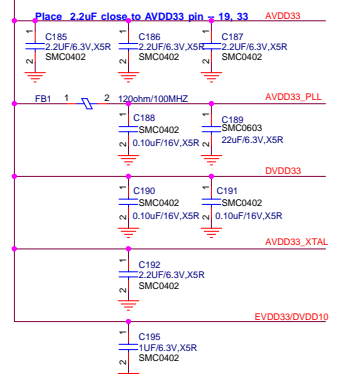 Place 2.2uF close to AVDD33 pin 19, 33
AVDD33
C185 C186 C187
2.2UF/6.3V,X5R 2.2UF/6.3V,X5R 2.2UF/6.3V,X5R
SMC0402 SMC0402 SMC0402
1 1 1
2 2 2
FB1 1 2 120ohm/100MHZ
AVDD33_PLL
C188 C189
SMC0402 SMC0603
0.10uF/16V,X5R 22uF/6.3V,X5R
1 1
2 2
DVDD33
C190 C191
SMC0402 SMC0402
0.10uF/16V,X5R 0.10uF/16V,X5R
1 1
2 2
AVDD33_XTAL
C192
2.2UF/6.3V,X5R
SMC0402
1
2
EVDD33/DVDD10
C195
1UF/6.3V,X5R
SMC0402
1
2